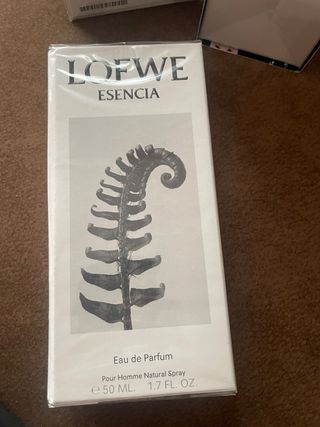 LOEWE
ESENCIA
Eau de Parfum
Pour Homme Natural Spray
℮ 50 ML. 1.7 FL. OZ.